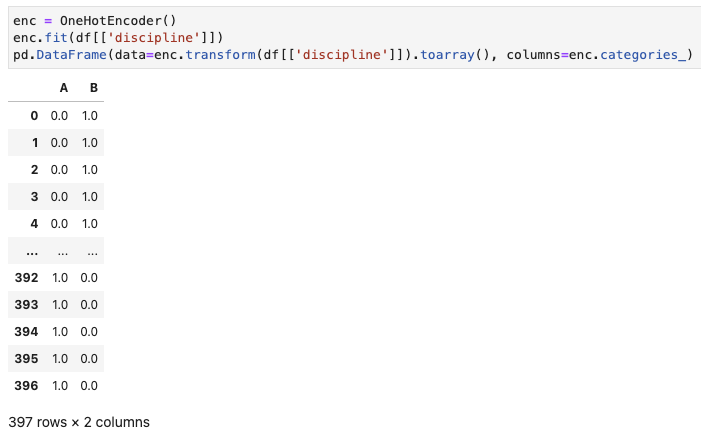 enc = OneHotEncoder()
enc.fit(df[['discipline']])
pd.DataFrame(data=enc.transform(df[['discipline']]).toarray(), columns=enc.categories_)
A B
0 0.0 1.0
1 0.0 1.0
2 0.0 1.0
3 0.0 1.0
4 0.0 1.0
... ... ...
392 1.0 0.0
393 1.0 0.0
394 1.0 0.0
395 1.0 0.0
396 1.0 0.0
397 rows × 2 columns